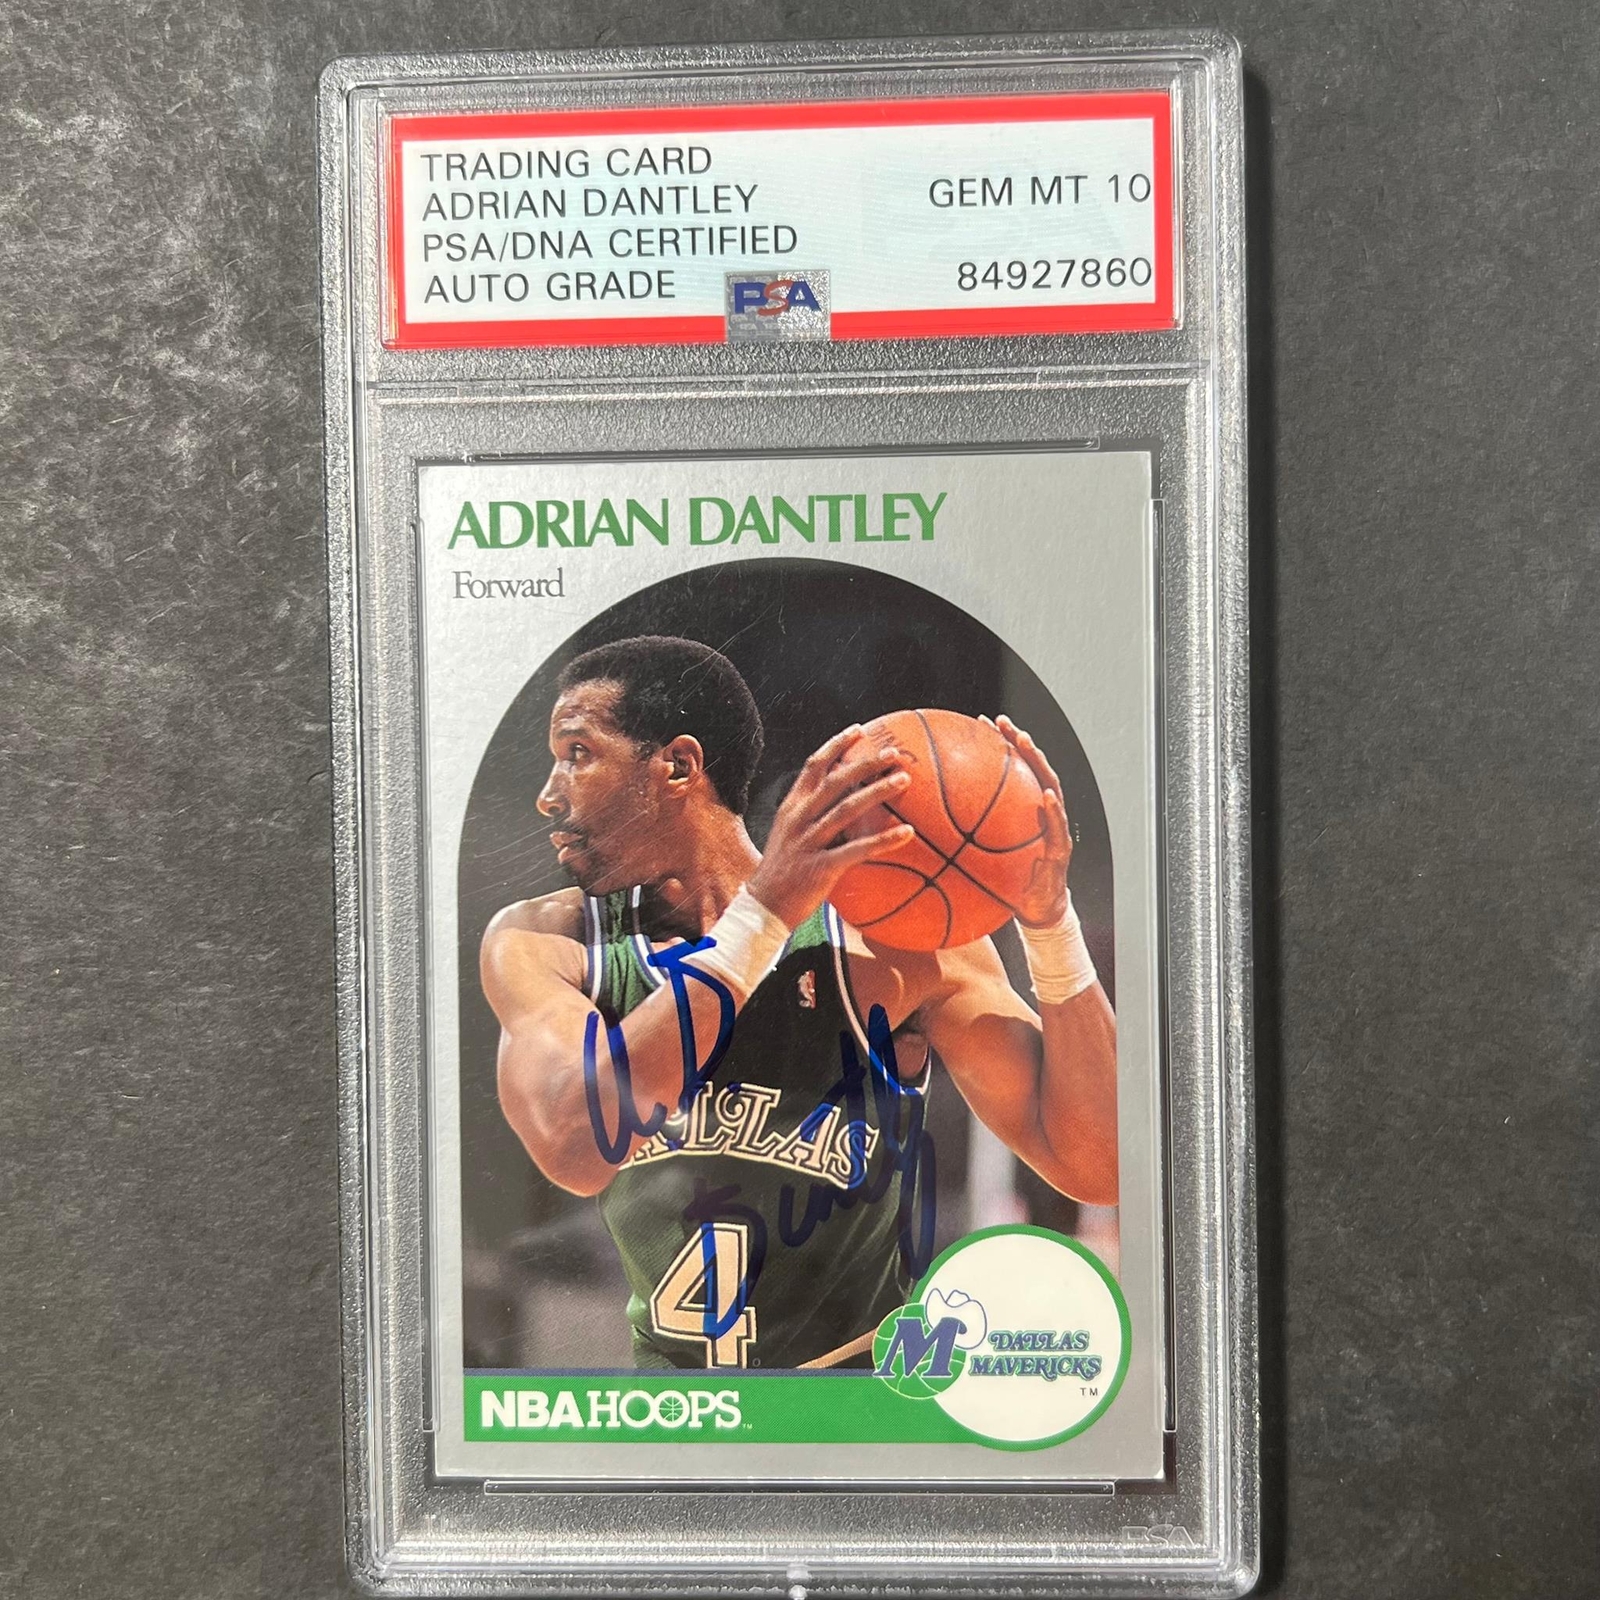 TRADING CARD
ADRIAN DANTLEY
PSA/DNA CERTIFIED
AUTO GRADE
GEM MT 10
84927860
PSA
ADRIAN DANTLEY
Forward
DALLAS
4
M
DALLAS
MAVERICKS
TM
NBA HOOPS
PSA